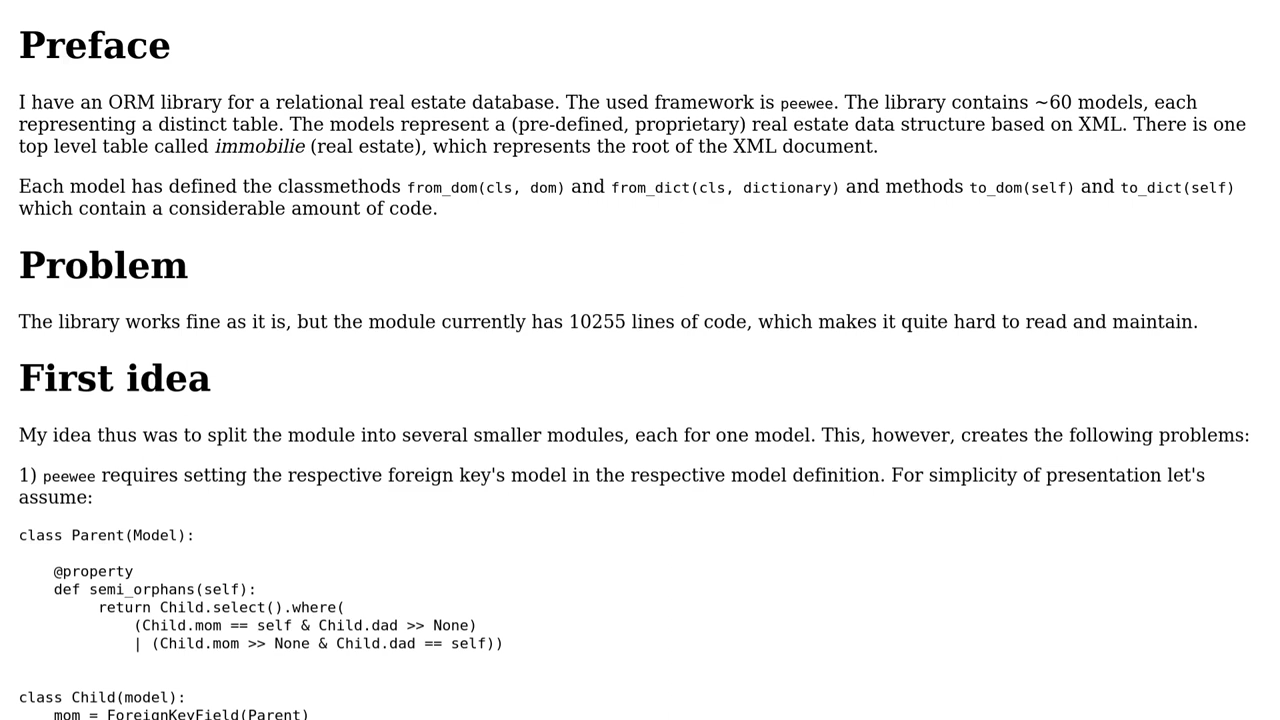 Preface
I have an ORM library for a relational real estate database. The used framework is peewee. The library contains ~60 models, each
representing a distinct table. The models represent a (pre-defined, proprietary) real estate data structure based on XML. There is one
top level table called immobilie (real estate), which represents the root of the XML document.
Each model has defined the classmethods from_dom(cls, dom) and from_dict(cls, dictionary) and methods to_dom(self) and to_dict(self)
which contain a considerable amount of code.
Problem
The library works fine as it is, but the module currently has 10255 lines of code, which makes it quite hard to read and maintain.
First idea
My idea thus was to split the module into several smaller modules, each for one model. This, however, creates the following problems:
1) peewee requires setting the respective foreign key's model in the respective model definition. For simplicity of presentation let's
assume:
class Parent(Model):
    @property
    def semi_orphans(self):
         return Child.select().where(
             (Child.mom == self & Child.dad >> None)
             | (Child.mom >> None & Child.dad == self))
class Child(model):
    mom = ForeignKeyField(Parent)